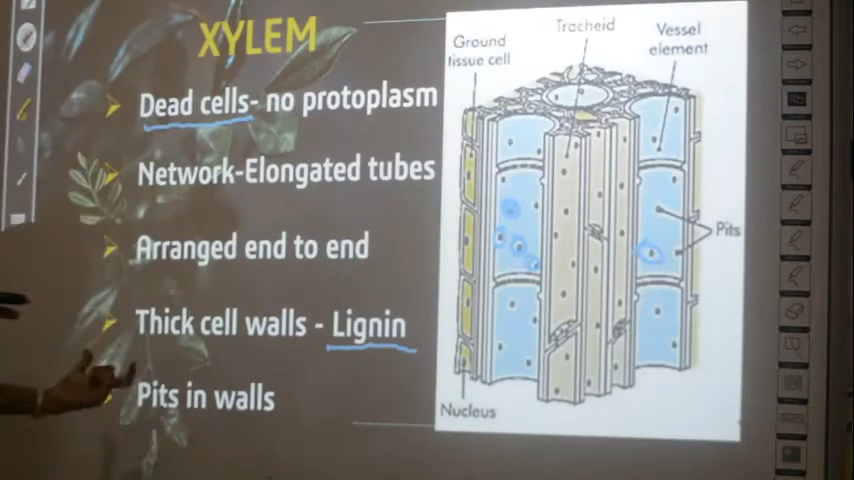 XYLEM
Dead cells- no protoplasm
Network-Elongated tubes
Arranged end to end
Thick cell walls - Lignin
Pits in walls
Ground
tissue cell
Tracheid
Vessel
element
Pits
Nucleus